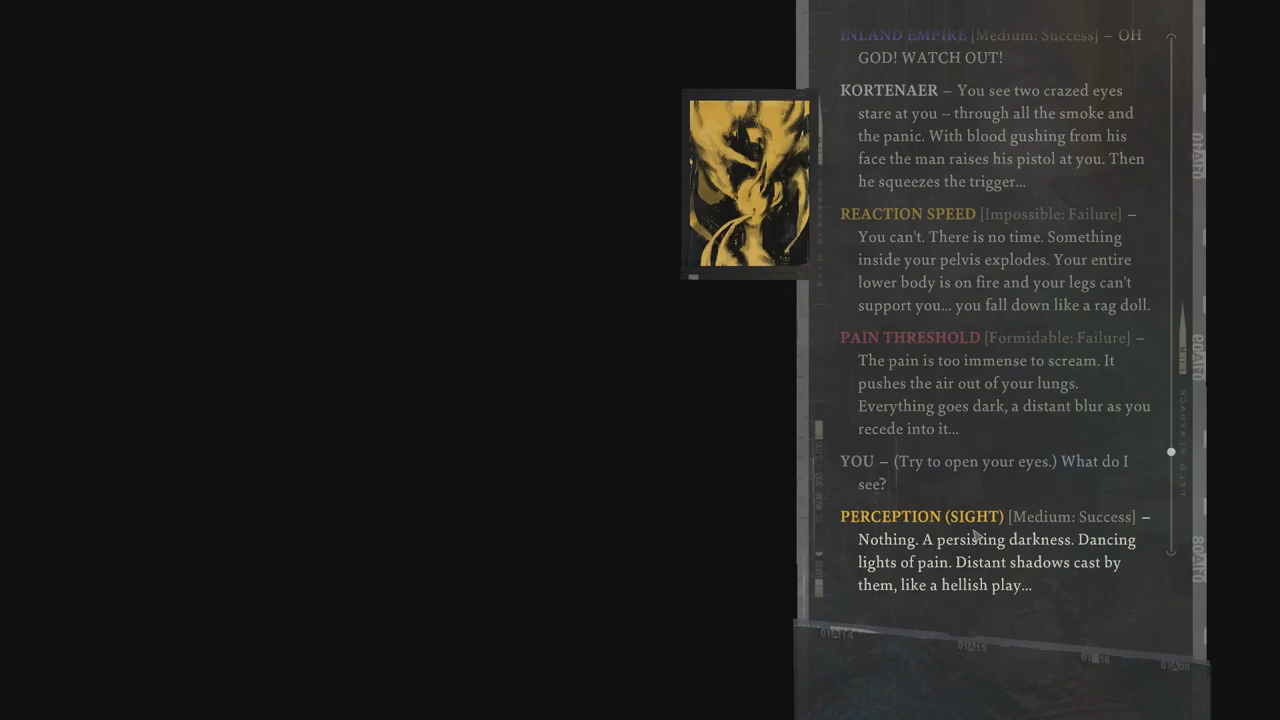 INLAND EMPIRE [Medium: Success] – OH
GOD! WATCH OUT!
KORTENAER – You see two crazed eyes
stare at you -- through all the smoke and
the panic. With blood gushing from his
face the man raises his pistol at you. Then
he squeezes the trigger...
REACTION SPEED [Impossible: Failure] –
You can't. There is no time. Something
inside your pelvis explodes. Your entire
lower body is on fire and your legs can't
support you... you fall down like a rag doll.
PAIN THRESHOLD [Formidable: Failure] –
The pain is too immense to scream. It
pushes the air out of your lungs.
Everything goes dark, a distant blur as you
recede into it...
YOU – (Try to open your eyes.) What do I
see?
PERCEPTION (SIGHT) [Medium: Success] –
Nothing. A persisting darkness. Dancing
lights of pain. Distant shadows cast by
them, like a hellish play...
01A14
01A15
01A08